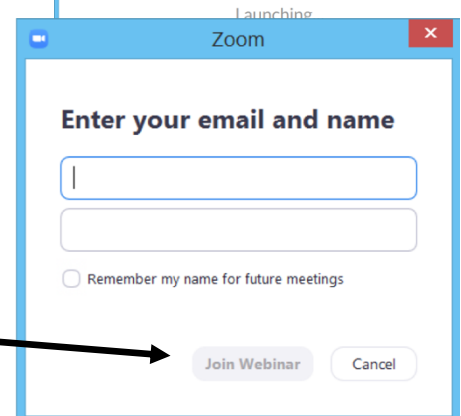 Launching
Zoom
Enter your email and name
Remember my name for future meetings
Join Webinar
Cancel